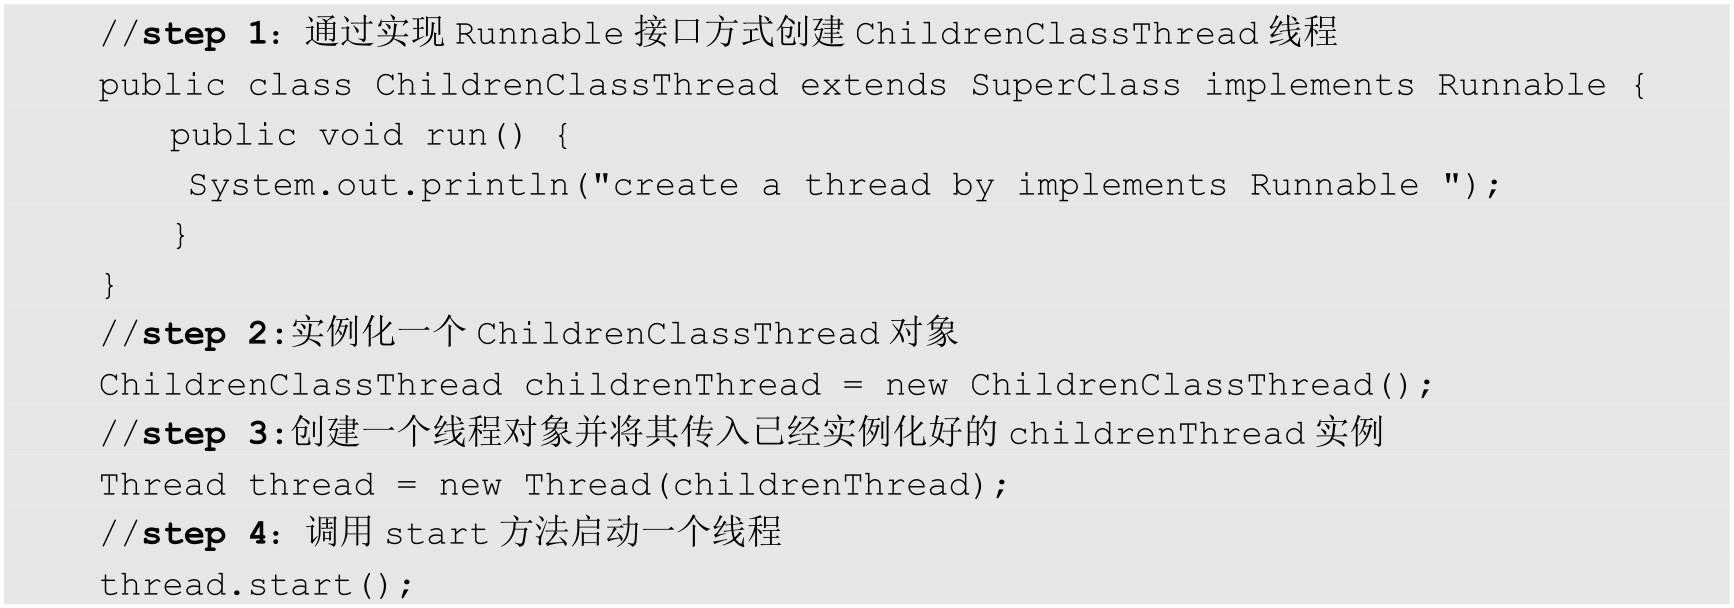 //step 1：通过实现 Runnable 接口方式创建 ChildrenClassThread 线程
public class ChildrenClassThread extends SuperClass implements Runnable {
public void run() {
System.out.println("create a thread by implements Runnable ");
}
}
//step 2:实例化一个 ChildrenClassThread 对象
ChildrenClassThread childrenThread = new ChildrenClassThread();
//step 3:创建一个线程对象并将其传入已经实例化好的 childrenThread 实例
Thread thread = new Thread(childrenThread);
//step 4：调用 start 方法启动一个线程
thread.start();